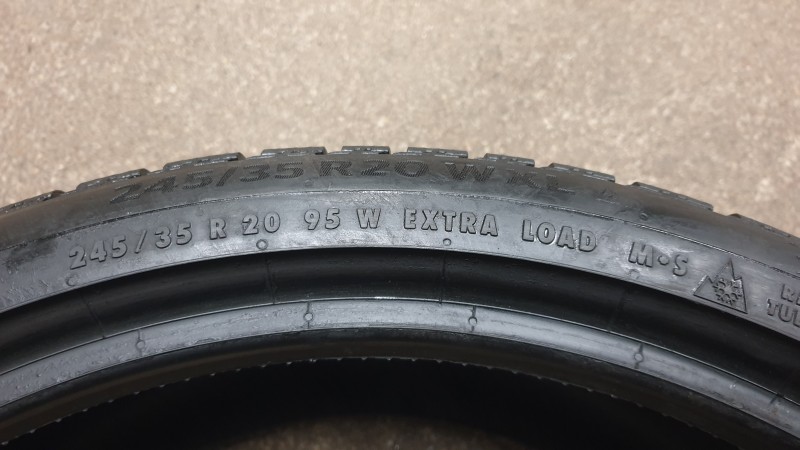 245/35 R20 W XL
245/35 R 20 95 W EXTRA LOAD M•S